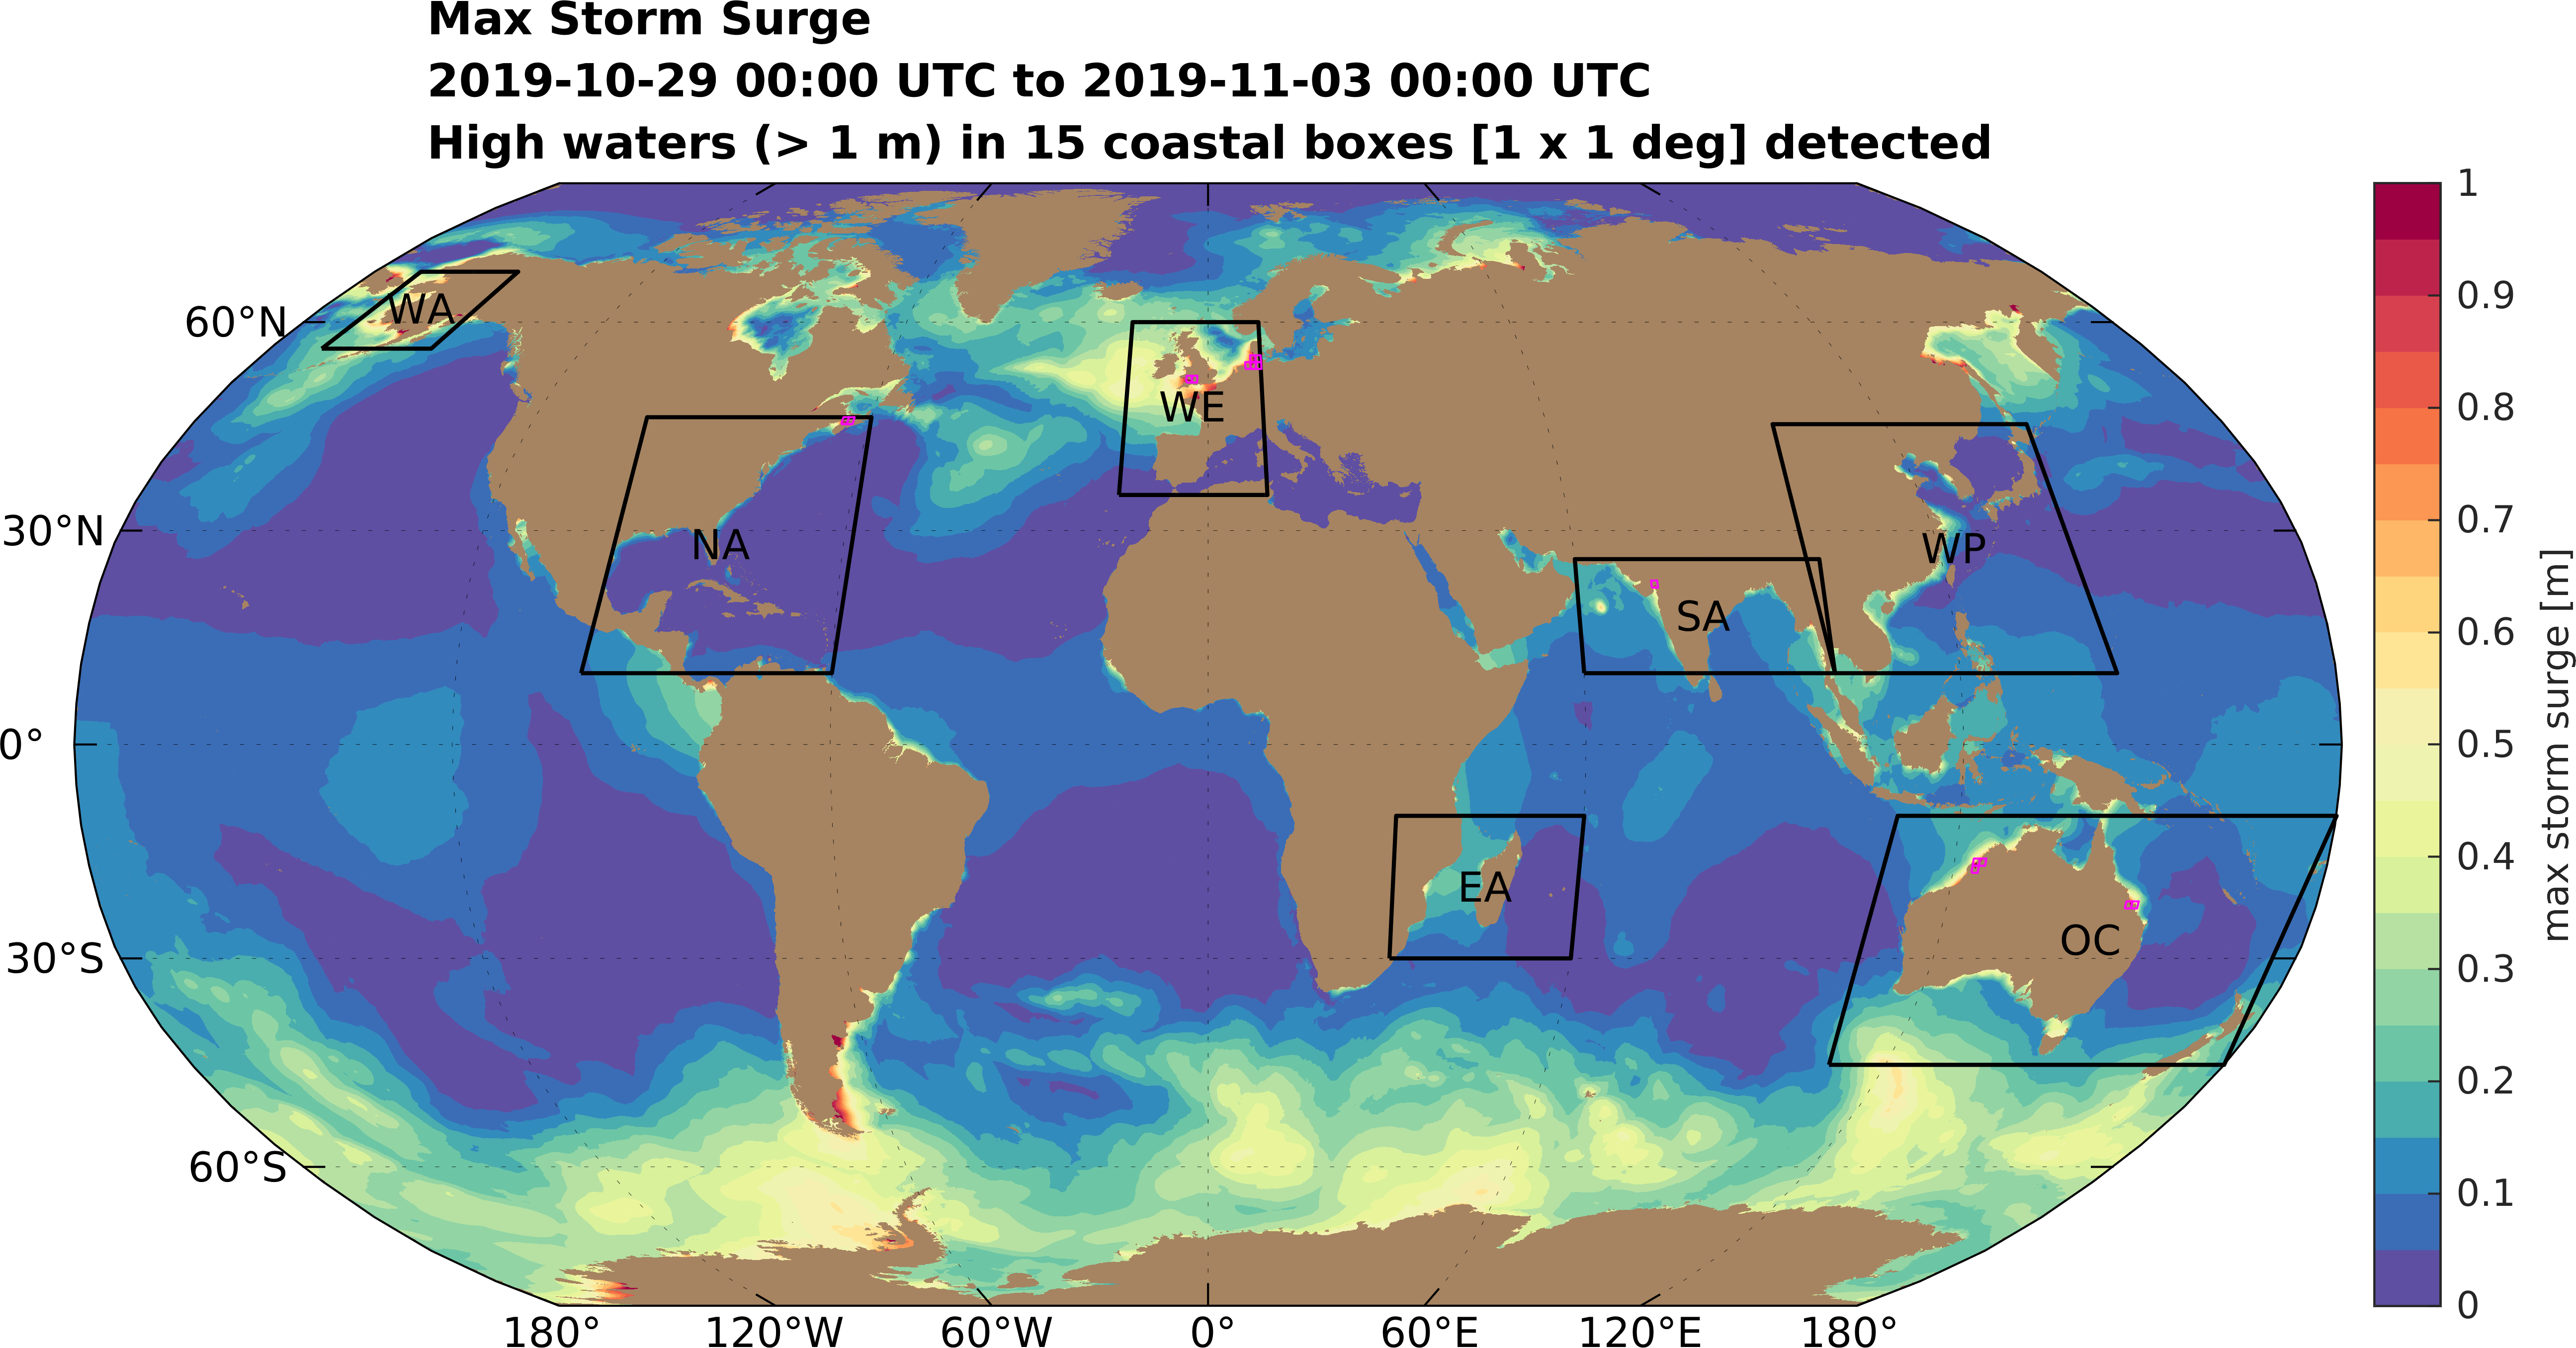 Max Storm Surge
2019-10-29 00:00 UTC to 2019-11-03 00:00 UTC
High waters (> 1 m) in 15 coastal boxes [1 x 1 deg] detected
60°N
30°N
0°
30°S
60°S
180°
120°W
60°W
0°
60°E
120°E
180°
WA
NA
WE
SA
WP
EA
OC
1
0.9
0.8
0.7
0.6
0.5
0.4
0.3
0.2
0.1
0
max storm surge [m]